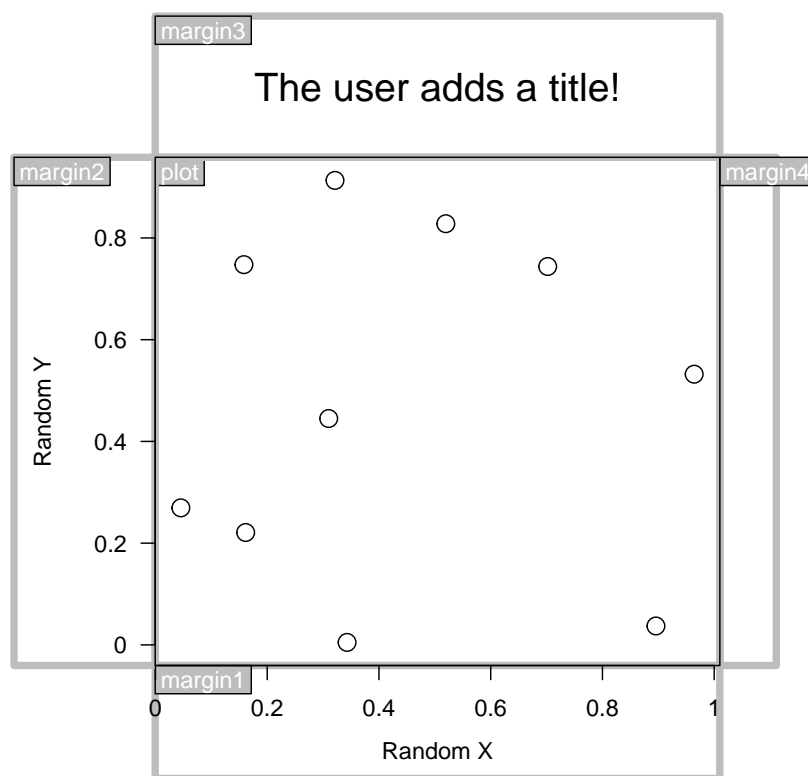 margin3
The user adds a title!
margin2
plot
margin4
0.8
0.6
0.4
0.2
0
Random Y
margin1
0 0.2 0.4 0.6 0.8 1
Random X